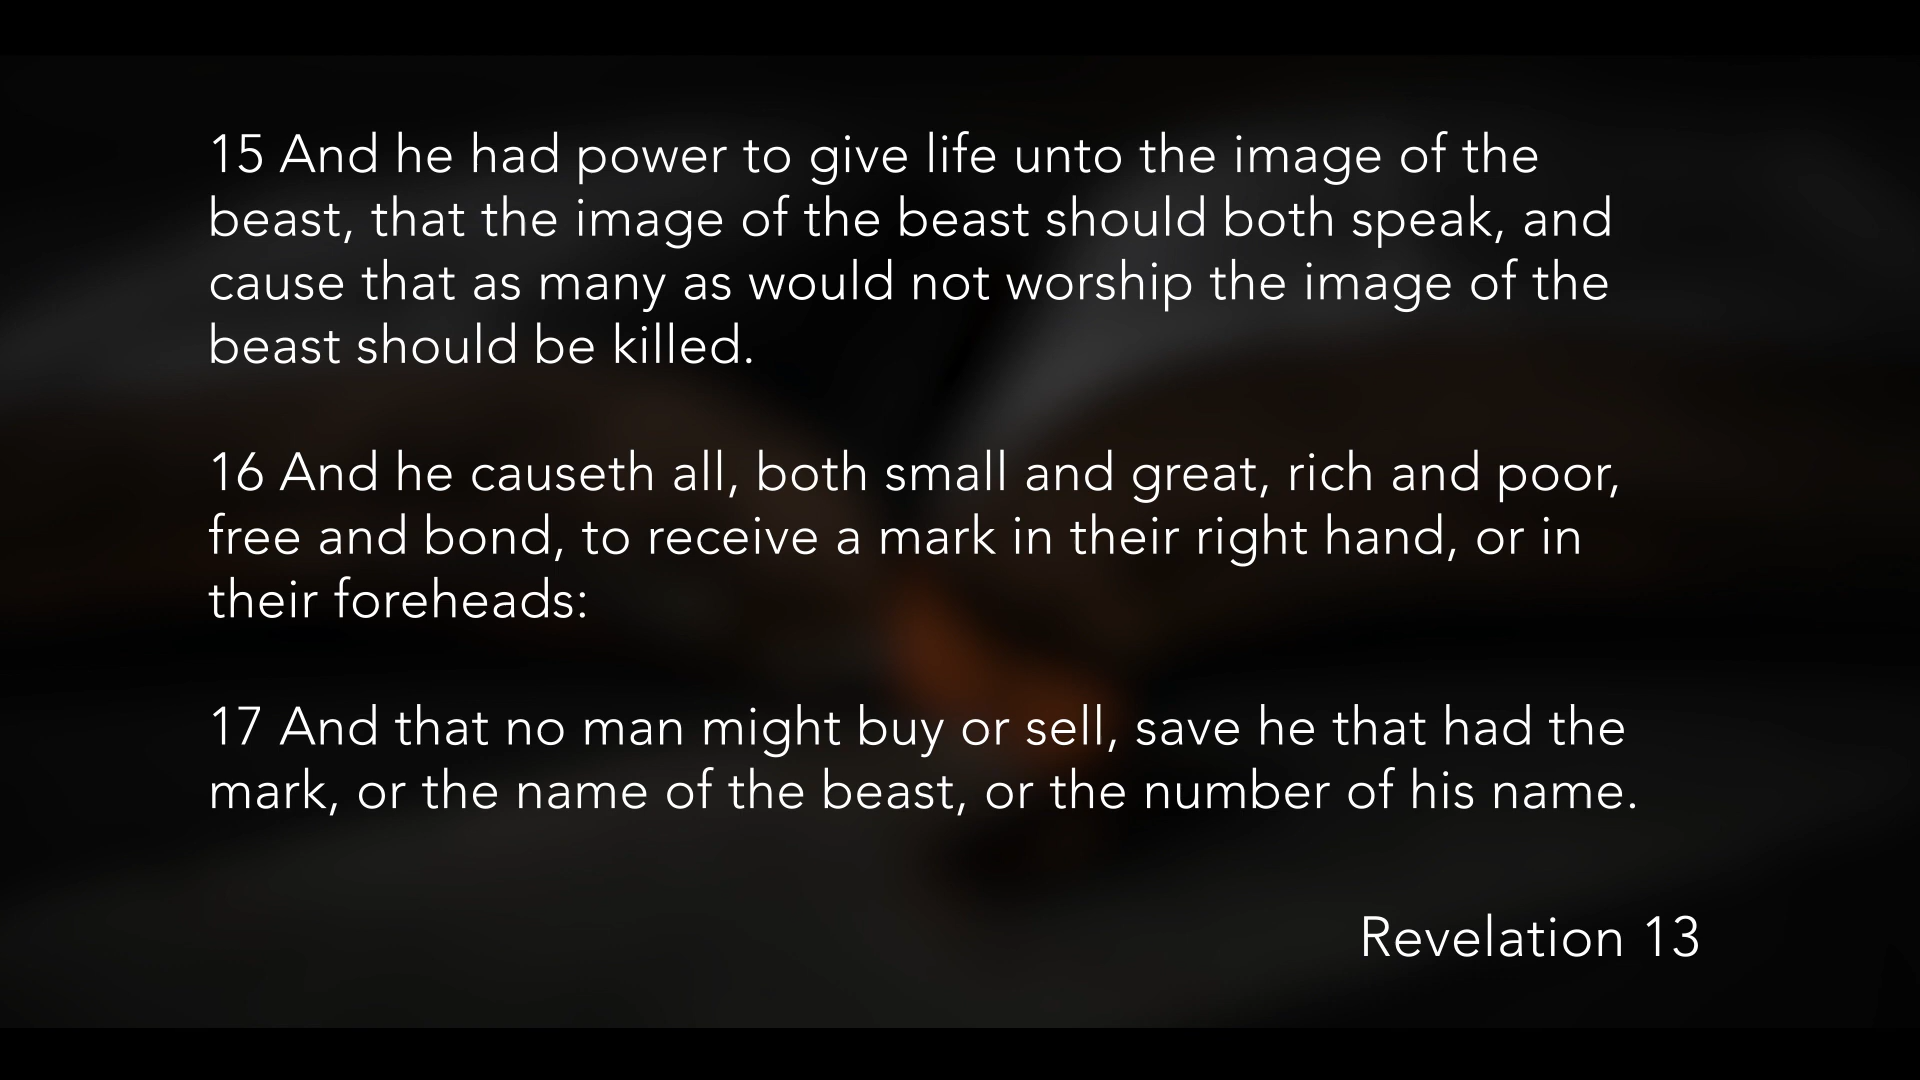 15 And he had power to give life unto the image of the
beast, that the image of the beast should both speak, and
cause that as many as would not worship the image of the
beast should be killed.
16 And he causeth all, both small and great, rich and poor,
free and bond, to receive a mark in their right hand, or in
their foreheads:
17 And that no man might buy or sell, save he that had the
mark, or the name of the beast, or the number of his name.
Revelation 13